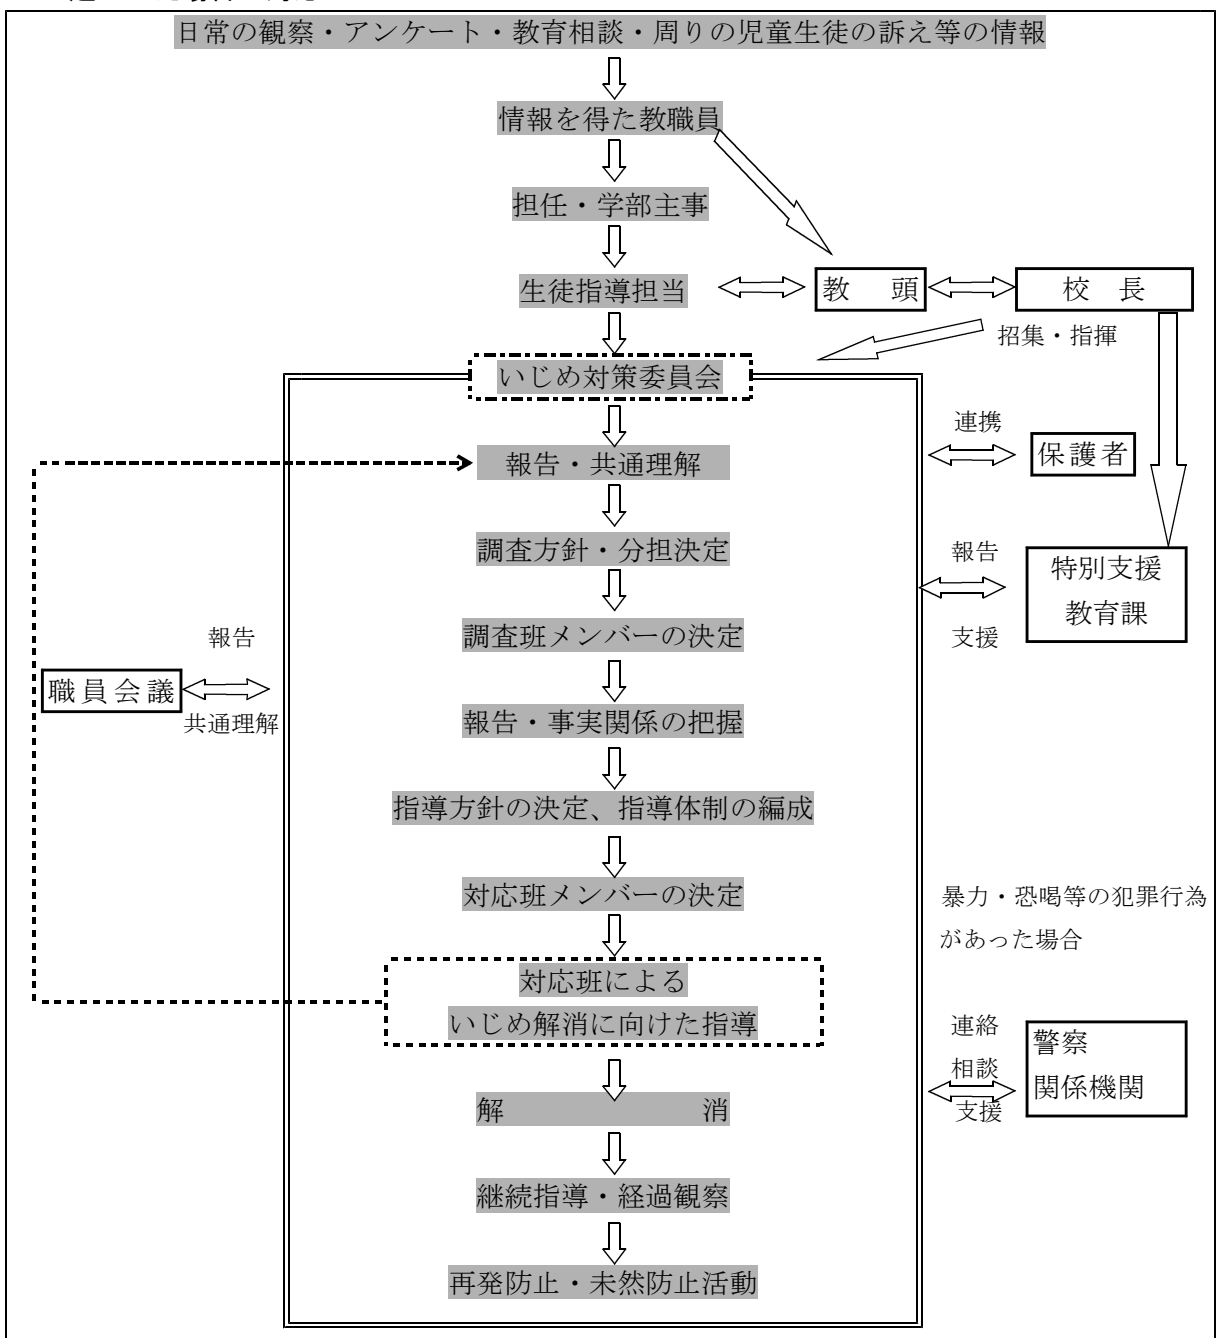 日常の観察・アンケート・教育相談・周りの児童生徒の訴え等の情報
情報を得た教職員
担任・学部主事
生徒指導担当
教　頭
校　長
招集・指揮
いじめ対策委員会
連携
保護者
報告・共通理解
調査方針・分担決定
報告
支援
特別支援
教育課
調査班メンバーの決定
報告
職員会議
共通理解
報告・事実関係の把握
指導方針の決定、指導体制の編成
対応班メンバーの決定
暴力・恐喝等の犯罪行為
があった場合
対応班による
いじめ解消に向けた指導
連絡
相談
支援
警察
関係機関
解　消
継続指導・経過観察
再発防止・未然防止活動